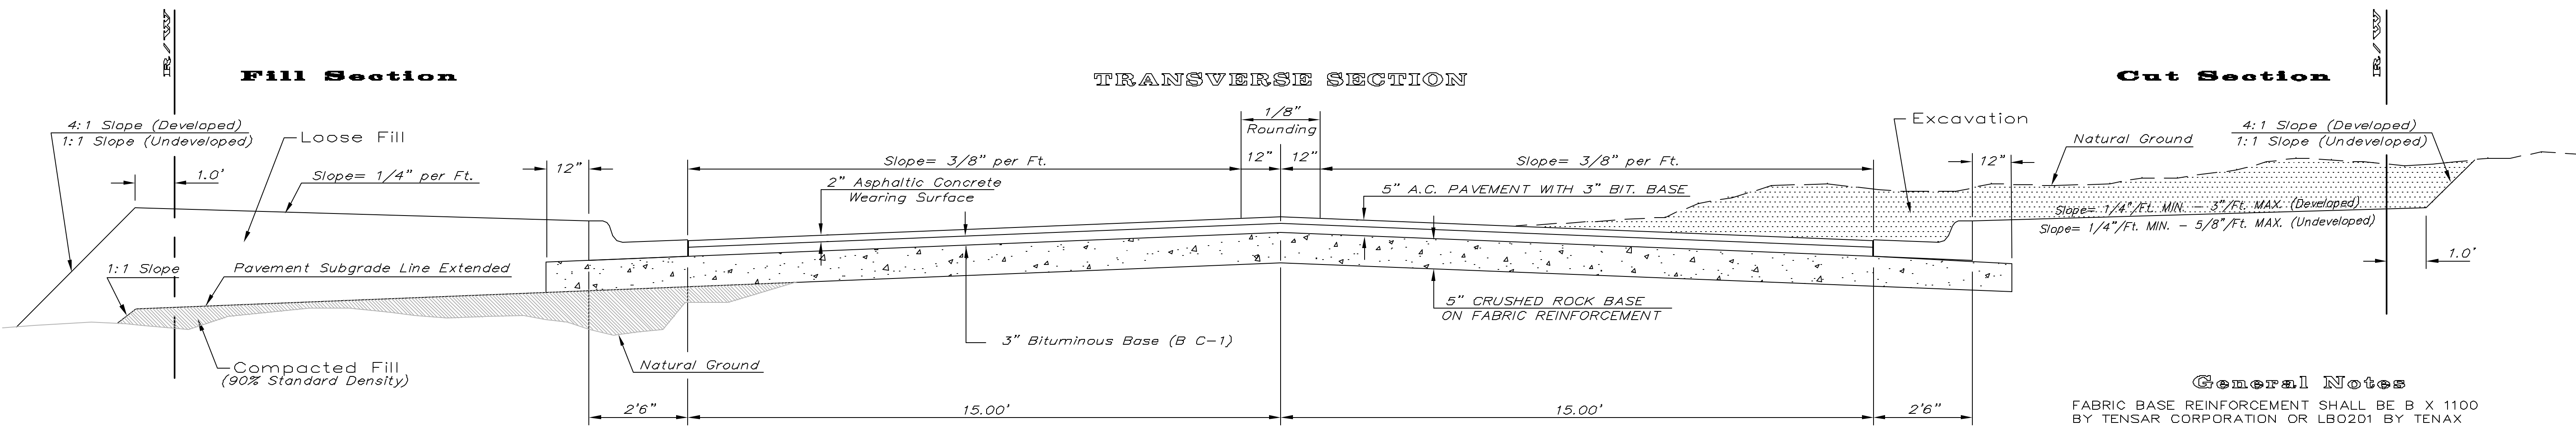 R/W
R/W
Fill Section
TRANSVERSE SECTION
Cut Section
1/8"
Rounding
4:1 Slope (Developed)
1:1 Slope (Undeveloped)
Loose Fill
Excavation
Natural Ground
4:1 Slope (Developed)
1:1 Slope (Undeveloped)
12"
Slope= 3/8" per Ft.
12"
12"
Slope= 3/8" per Ft.
12"
1.0'
Slope= 1/4" per Ft.
2" Asphaltic Concrete
Wearing Surface
5" A.C. PAVEMENT WITH 3" BIT. BASE
Slope= 1/4"/Ft. MIN. - 3"/Ft. MAX. (Developed)
Slope= 1/4"/Ft. MIN. - 5/8"/Ft. MAX. (Undeveloped)
1.0'
1:1 Slope
Pavement Subgrade Line Extended
5" CRUSHED ROCK BASE
ON FABRIC REINFORCEMENT
3" Bituminous Base (B C-1)
Compacted Fill
(90% Standard Density)
Natural Ground
2'6"
15.00'
15.00'
2'6"
General Notes
FABRIC BASE REINFORCEMENT SHALL BE B X 1100
BY TENSAR CORPORATION OR LBO201 BY TENAX